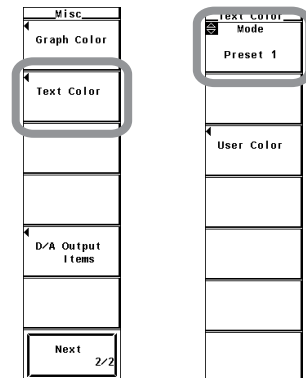 Misc
Graph Color
Text Color
D/A Output
Items
Next
2/2
Text Color
Mode
Preset 1
User Color